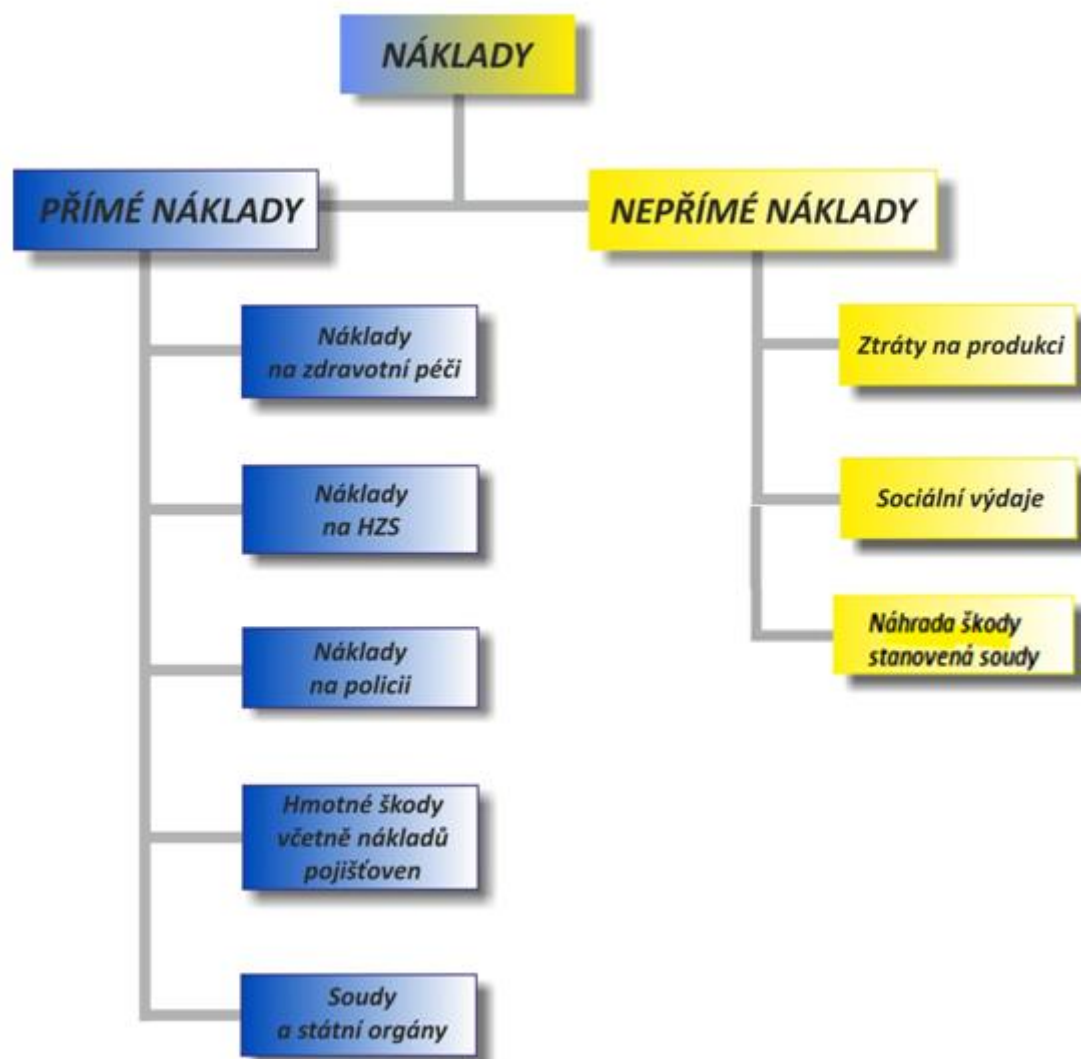 NÁKLADY
PŘÍMÉ NÁKLADY
NEPŘÍMÉ NÁKLADY
Náklady
na zdravotní péči
Náklady
na HZS
Náklady
na policii
Hmotné škody
včetně nákladů
pojišťoven
Soudy
a státní orgány
Ztráty na produkci
Sociální výdaje
Náhrada škody
stanovená soudy